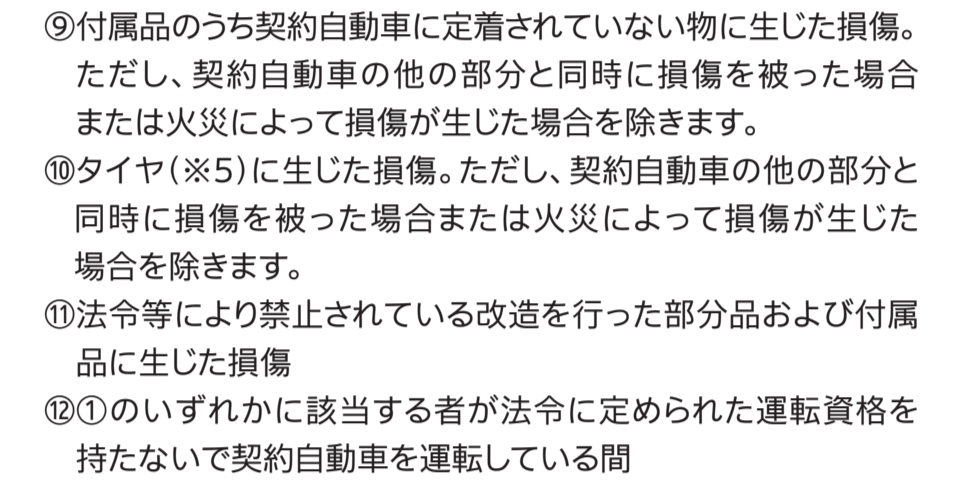 ⑨付属品のうち契約自動車に定着されていない物に生じた損傷。
ただし、契約自動車の他の部分と同時に損傷を被った場合
または火災によって損傷が生じた場合を除きます。
⑩タイヤ(※5)に生じた損傷。ただし、契約自動車の他の部分と
同時に損傷を被った場合または火災によって損傷が生じた
場合を除きます。
⑪法令等により禁止されている改造を行った部分品および付属
品に生じた損傷
⑫①のいずれかに該当する者が法令に定められた運転資格を
持たないで契約自動車を運転している間